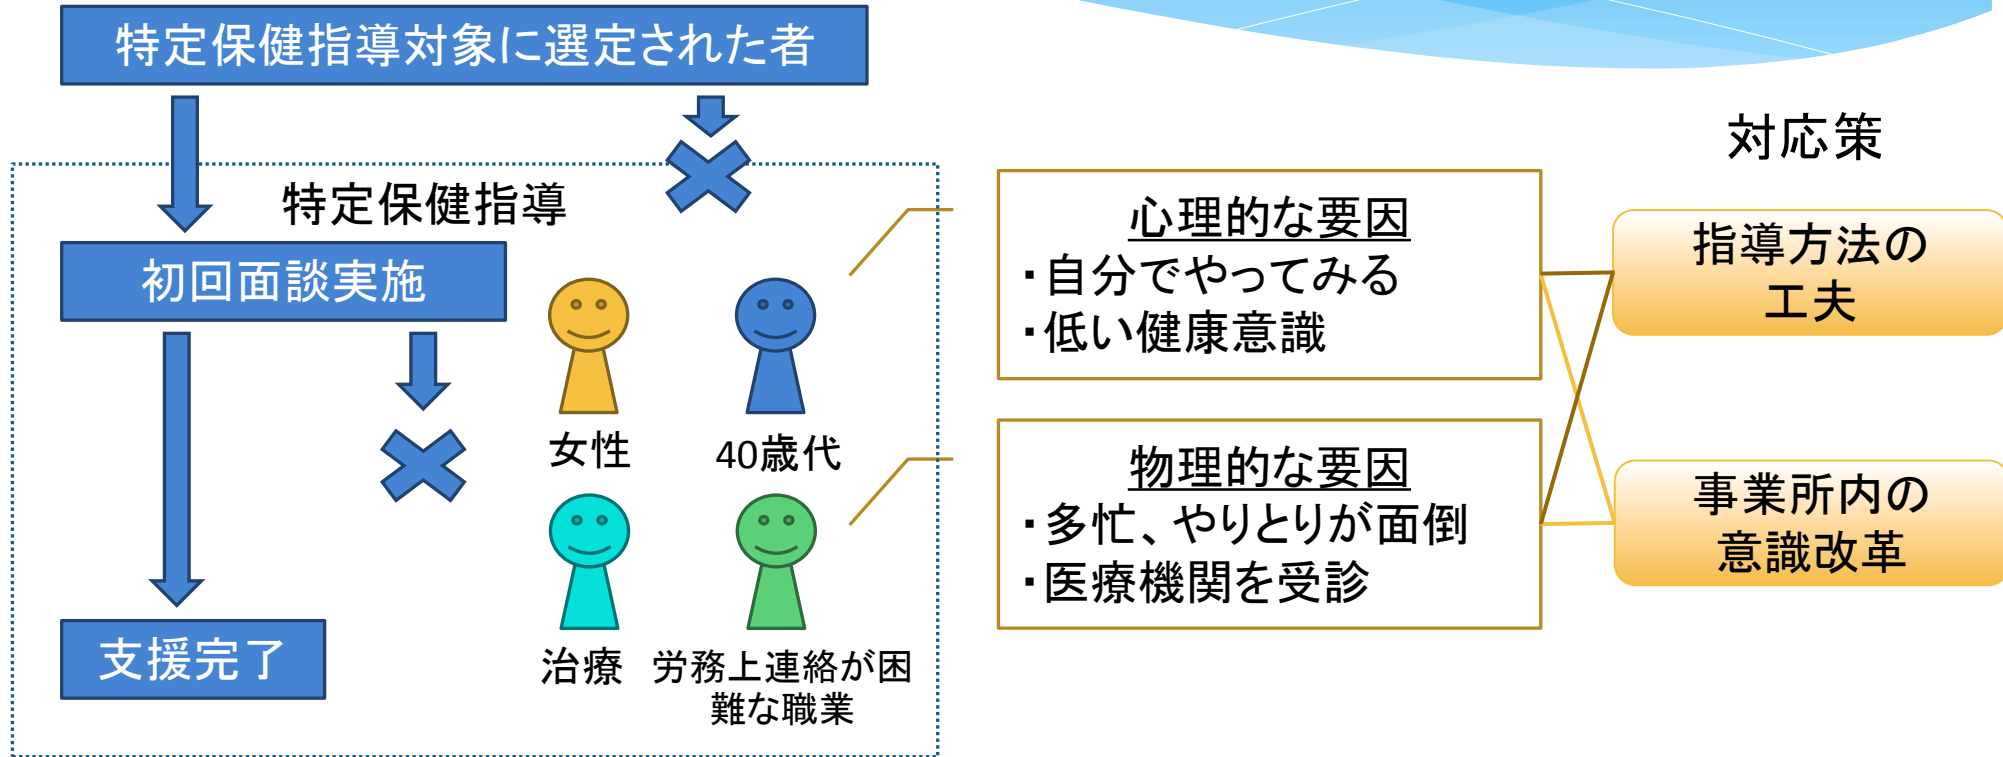 特定保健指導対象に選定された者
特定保健指導
初回面談実施
女性
40歳代
治療
労務上連絡が困
難な職業
支援完了
心理的な要因
・自分でやってみる
・低い健康意識
物理的な要因
・多忙、やりとりが面倒
・医療機関を受診
対応策
指導方法の
工夫
事業所内の
意識改革